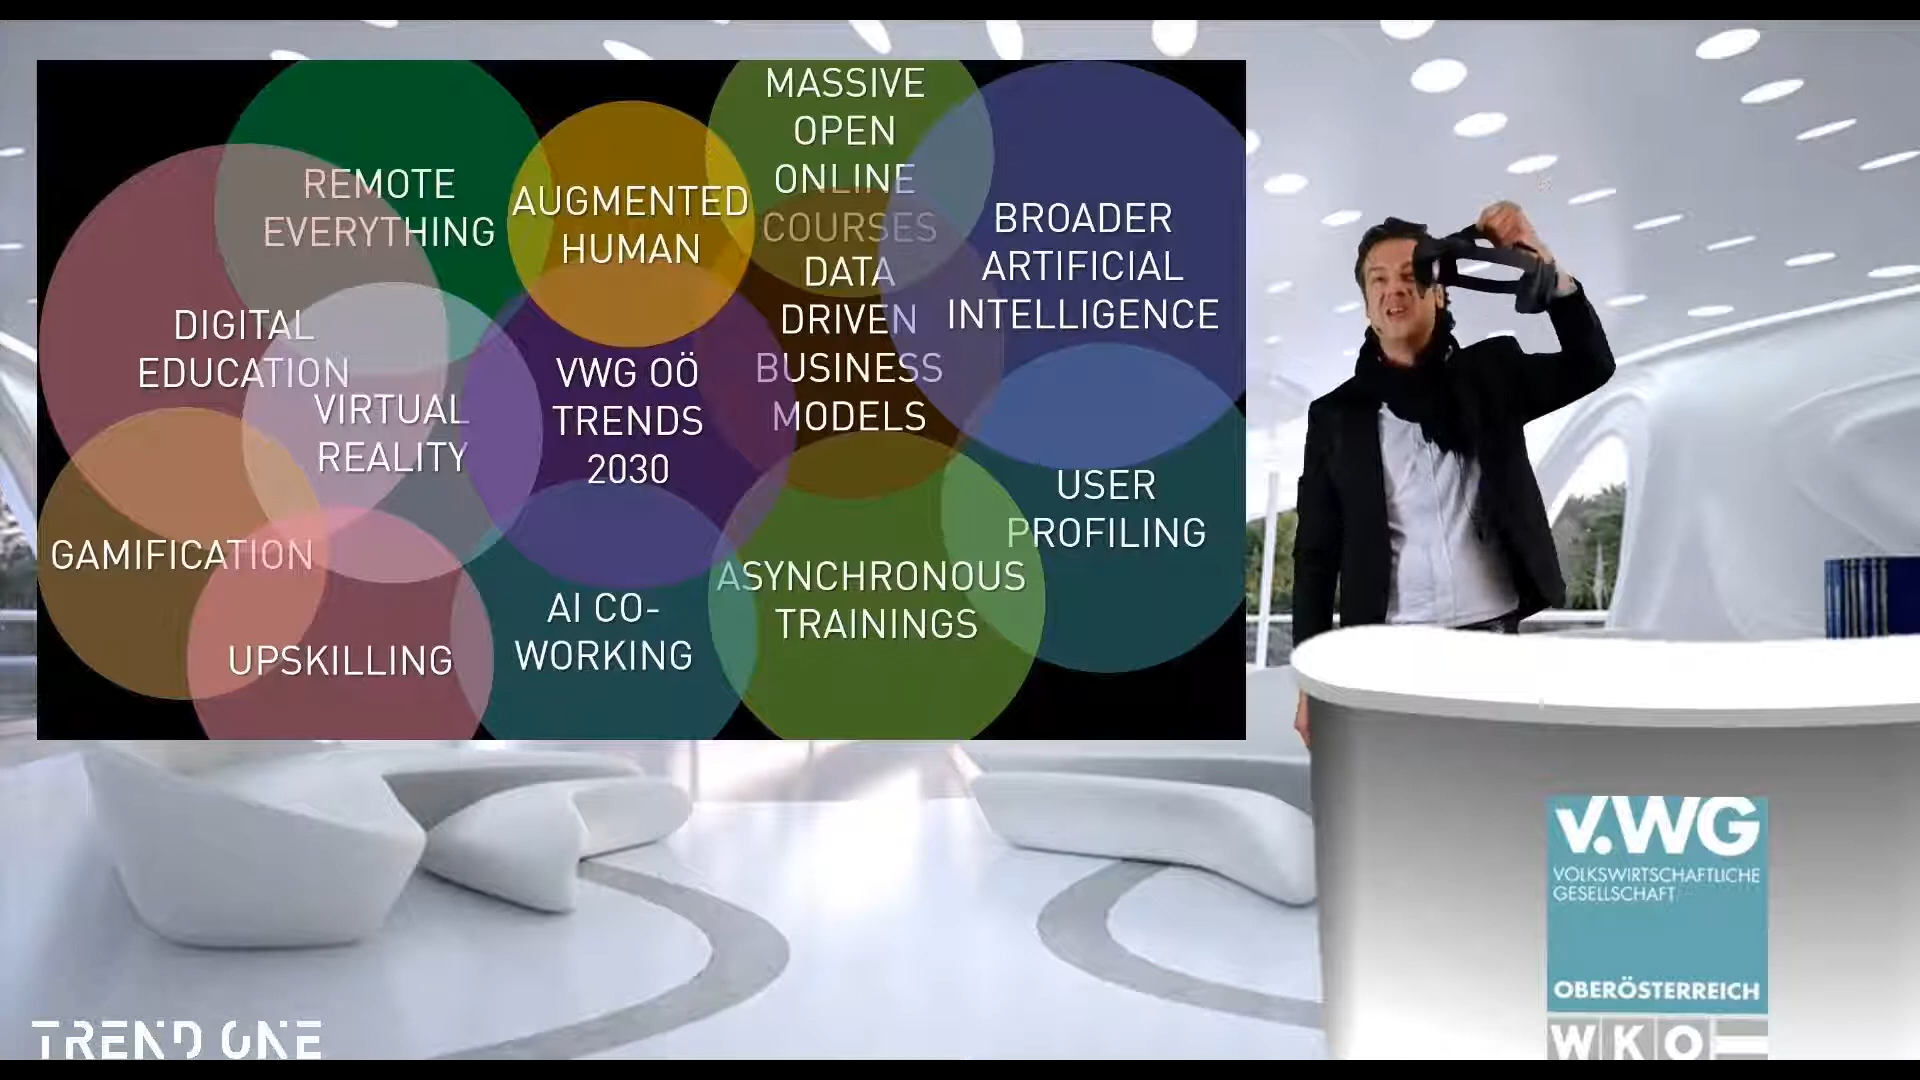 REMOTE
EVERYTHING
AUGMENTED
HUMAN
MASSIVE
OPEN
ONLINE
COURSES
BROADER
ARTIFICIAL
INTELLIGENCE
DIGITAL
EDUCATION
VIRTUAL
REALITY
VWG OÖ
TRENDS
2030
DATA
DRIVEN
BUSINESS
MODELS
USER
PROFILING
GAMIFICATION
UPSKILLING
AI CO-
WORKING
ASYNCHRONOUS
TRAININGS
v.WG
VOLKSWIRTSCHAFTLICHE
GESELLSCHAFT
OBERÖSTERREICH
WKO
TREND ONE